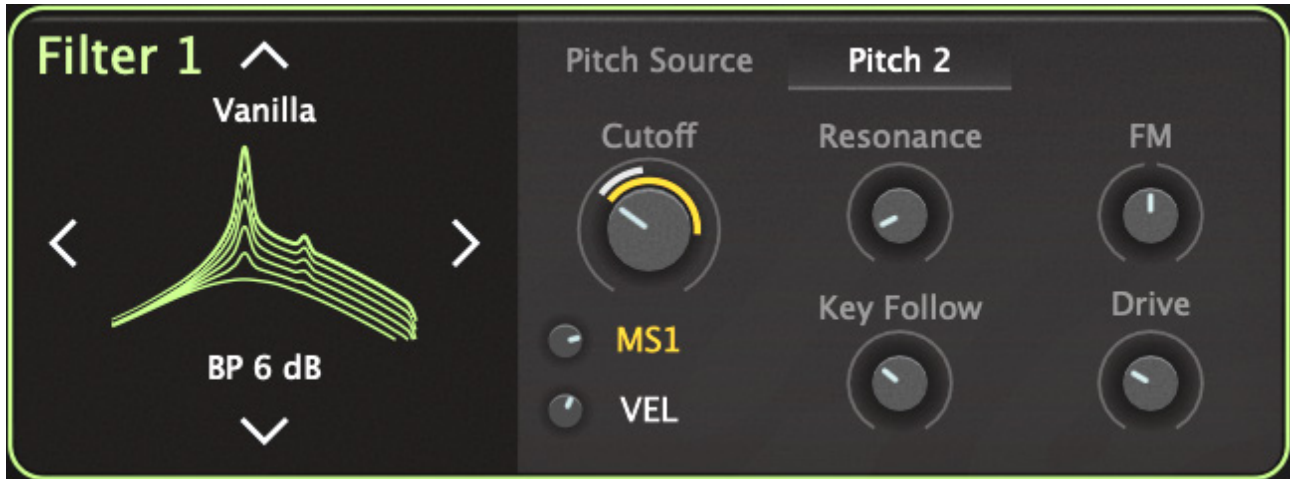 Filter 1
Vanilla
BP 6 dB
Pitch Source Pitch 2
Cutoff Resonance FM
MS1
VEL
Key Follow Drive